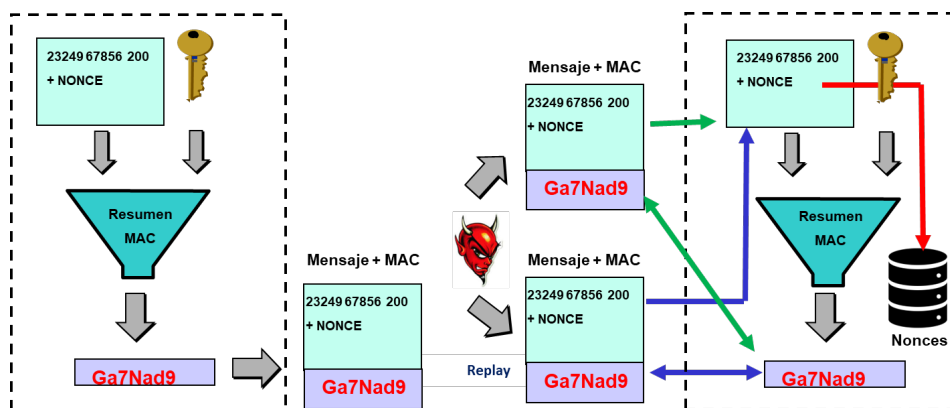 23249 67856 200
+ NONCE
Resumen
MAC
Ga7Nad9
Mensaje + MAC
23249 67856 200
+ NONCE
Ga7Nad9
Replay
Mensaje + MAC
23249 67856 200
+ NONCE
Ga7Nad9
Mensaje + MAC
23249 67856 200
+ NONCE
Ga7Nad9
23249 67856 200
+ NONCE
Resumen
MAC
Nonces
Ga7Nad9